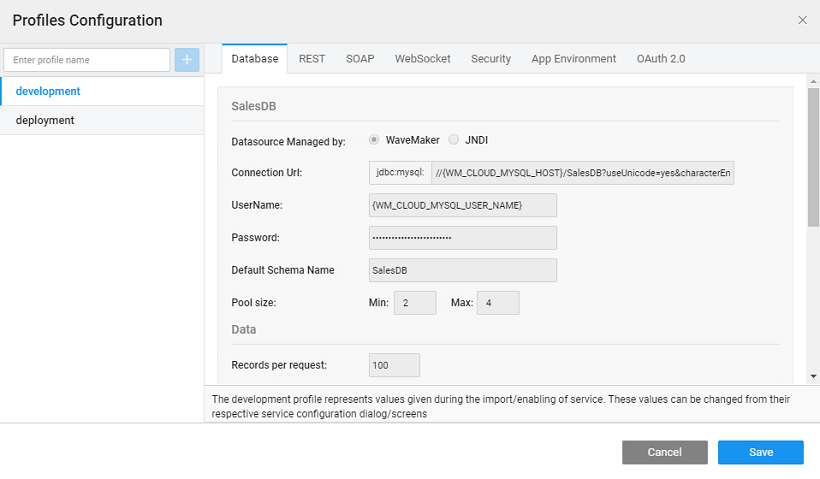 Profiles Configuration
Enter profile name
+
development
deployment
Database REST SOAP WebSocket Security App Environment OAuth 2.0
SalesDB
Datasource Managed by: WaveMaker JNDI
Connection Url: jdbc:mysql: //{WM_CLOUD_MYSQL_HOST}/SalesDB?useUnicode=yes&characterEn
UserName: {WM_CLOUD_MYSQL_USER_NAME}
Password:
Default Schema Name SalesDB
Pool size: Min: 2 Max: 4
Data
Records per request: 100
The development profile represents values given during the import/enabling of service. These values can be changed from their
respective service configuration dialog/screens
Cancel Save